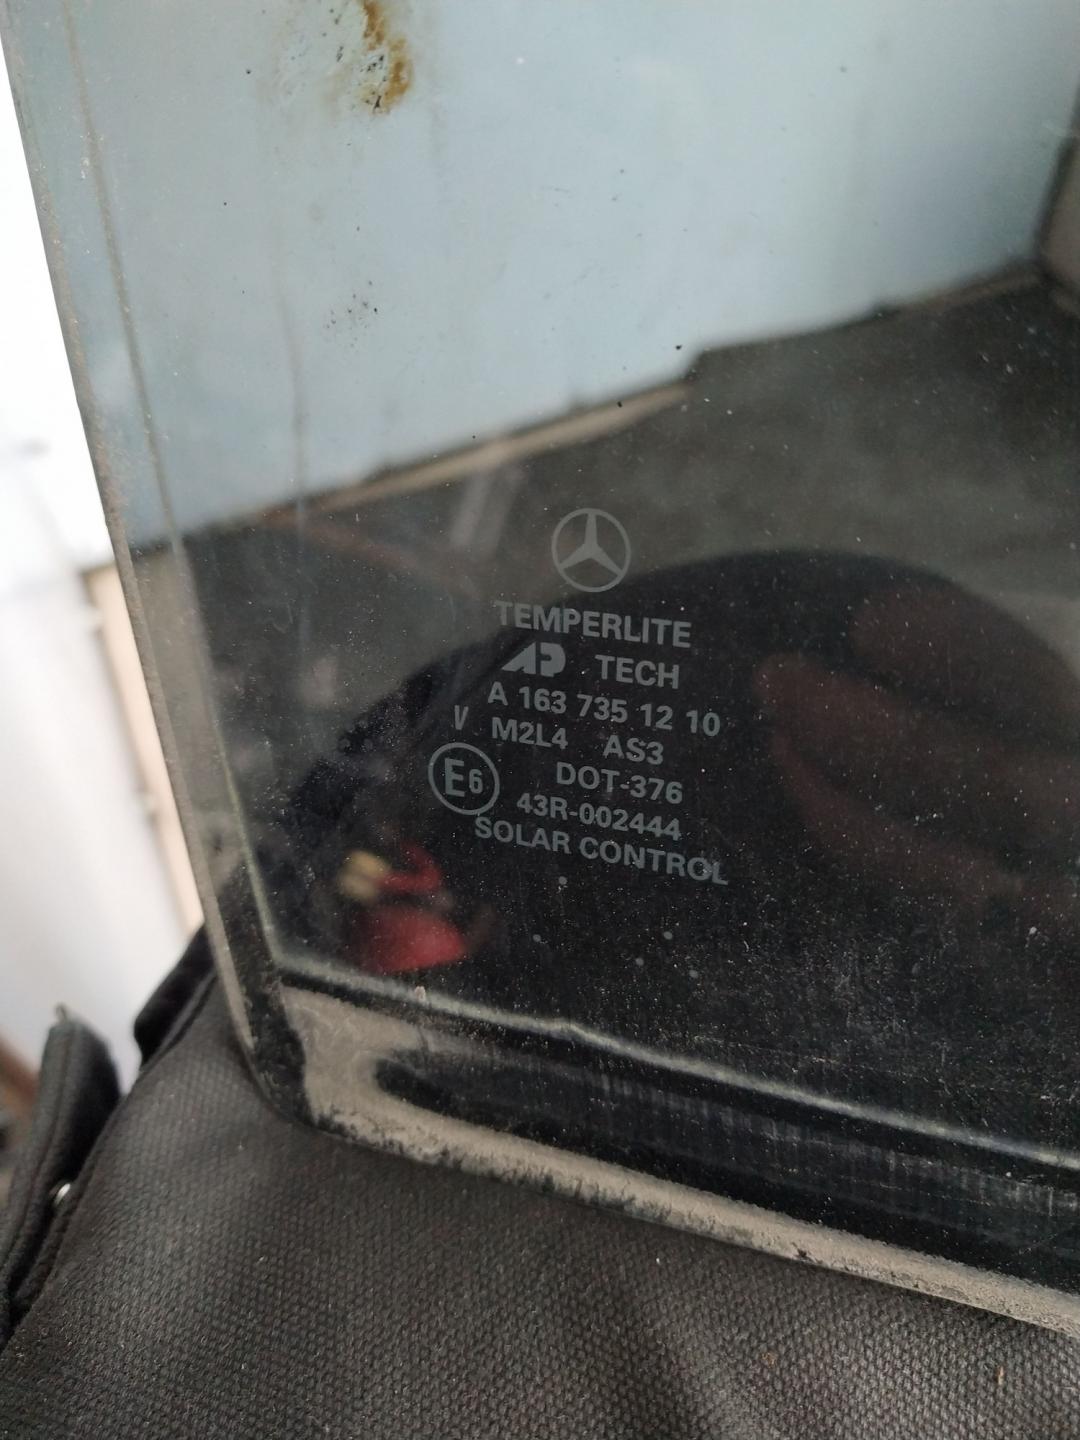 TEMPERLITE
AP TECH
A 163 735 12 10
V M2L4 AS3
DOT-376
E6 43R-002444
SOLAR CONTROL